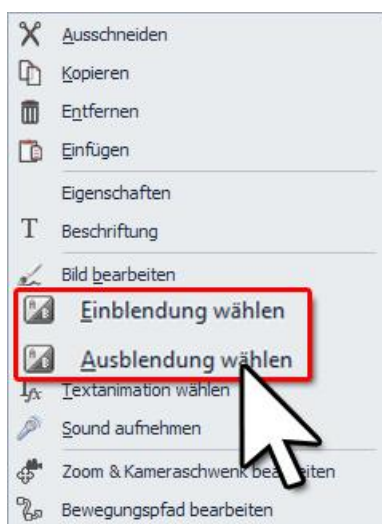 Ausschneiden
Kopieren
Entfernen
Einfügen
Eigenschaften
T Beschriftung
Bild bearbeiten
Einblendung wählen
Ausblendung wählen
Textanimation wählen
Sound aufnehmen
Zoom & Kameraschwenk bearbeiten
Bewegungspfad bearbeiten